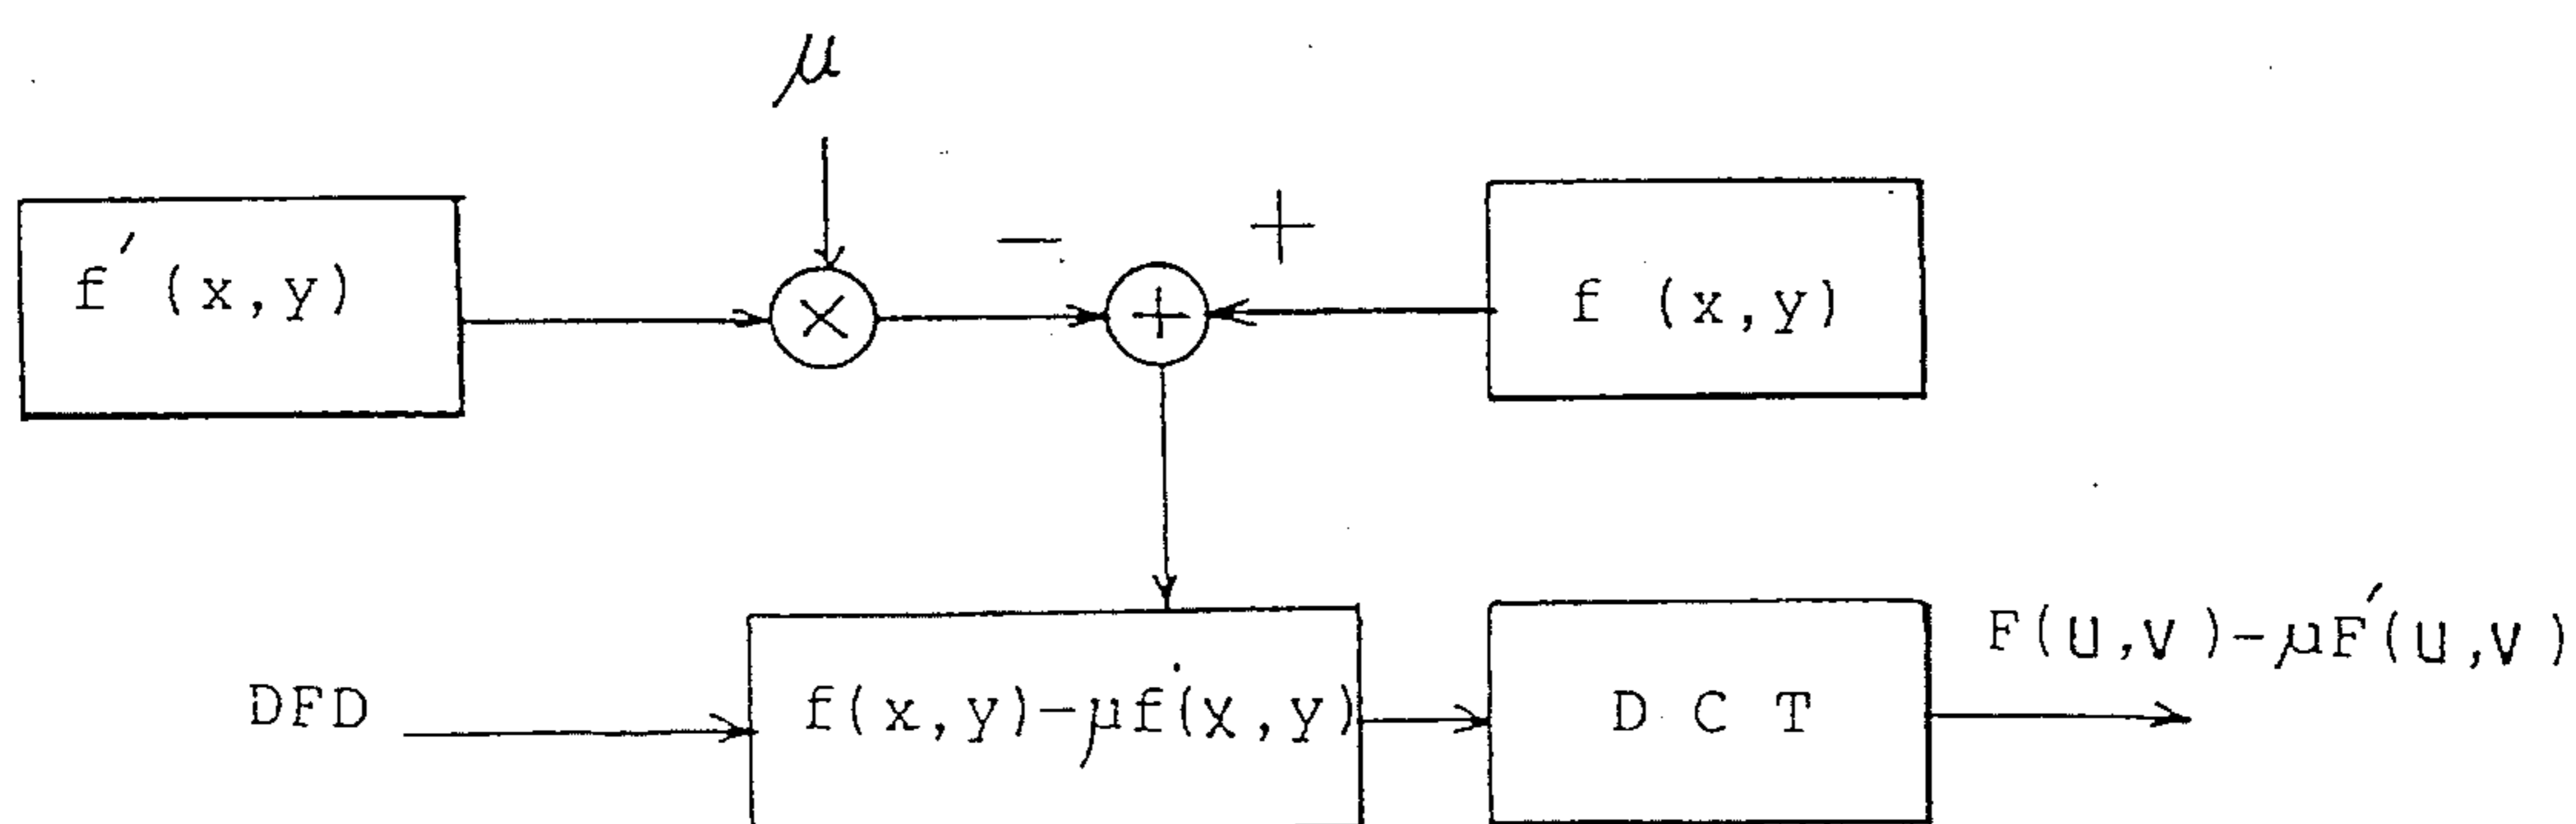 μ
− +
f′(x,y)
×
+
f (x,y)
F(u,v)−μF′(u,v)
DFD
f(x,y)−μf′(x,y)
D C T